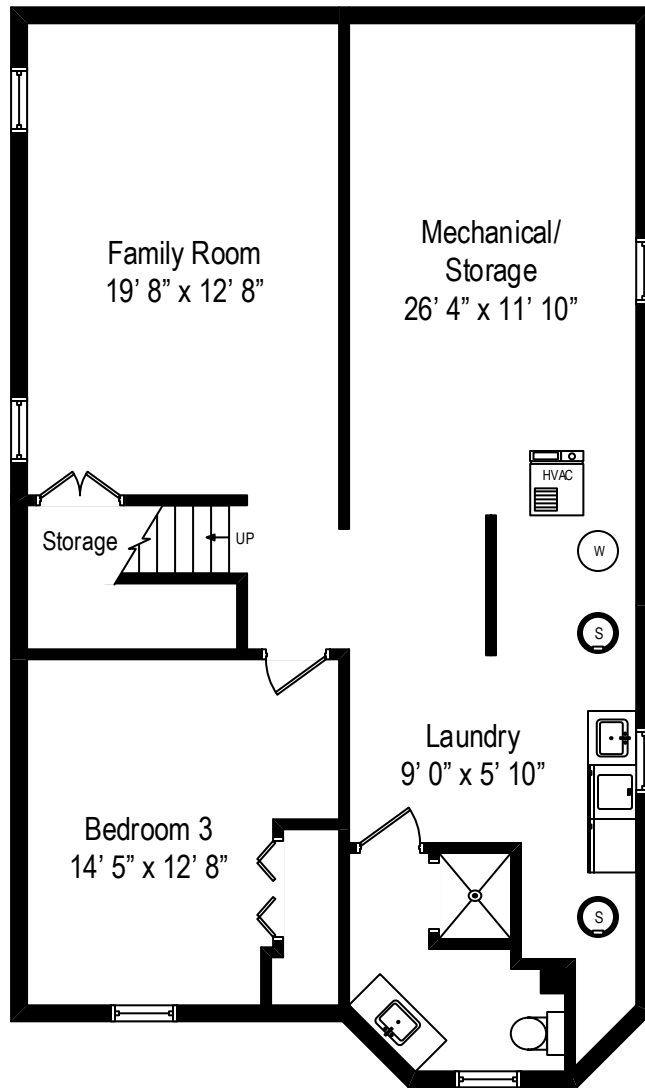 Family Room
19’ 8” x 12’ 8”
Mechanical/
Storage
26’ 4” x 11’ 10”
HVAC
Storage
UP
W
S
Laundry
9’ 0” x 5’ 10”
Bedroom 3
14’ 5” x 12’ 8”
S